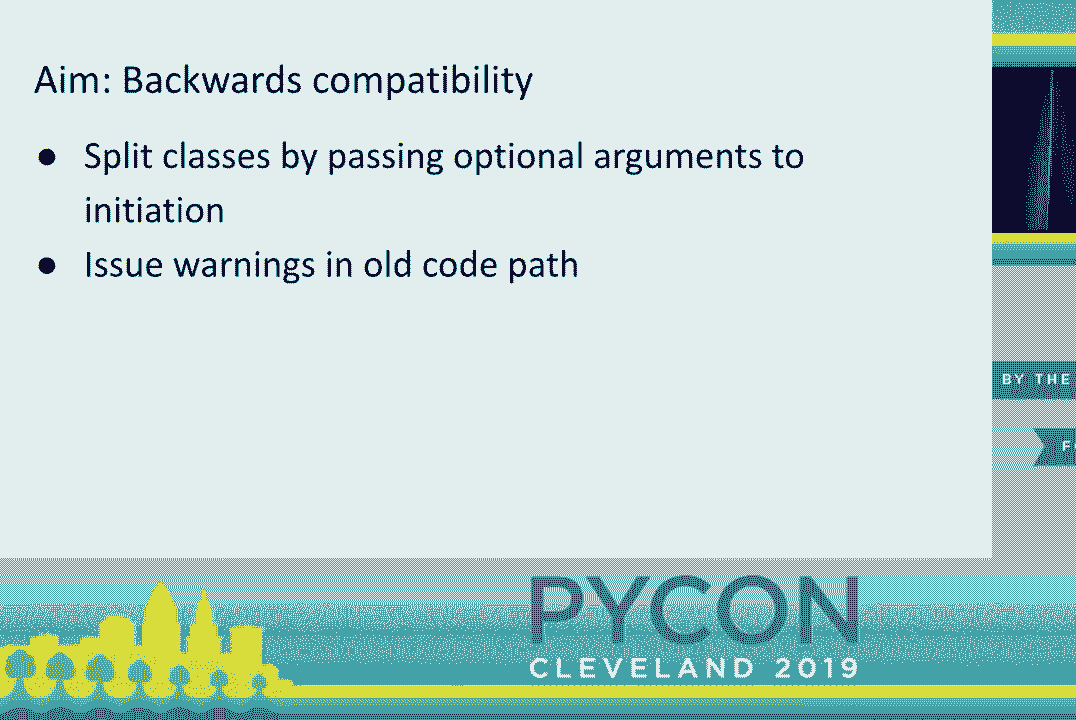 Aim: Backwards compatibility
● Split classes by passing optional arguments to
initiation
● Issue warnings in old code path
BY THE
PYCON
CLEVELAND 2019